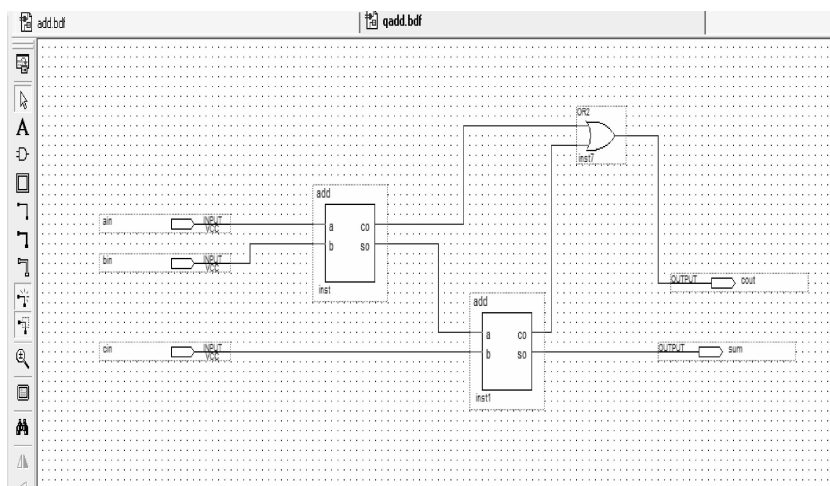 add.bdf
qadd.bdf
A
OR2
inst7
add
a co
b so
inst
ain INPUT
VCC
bin INPUT
VCC
add
a co
b so
inst1
cin INPUT
VCC
OUTPUT cout
OUTPUT sum